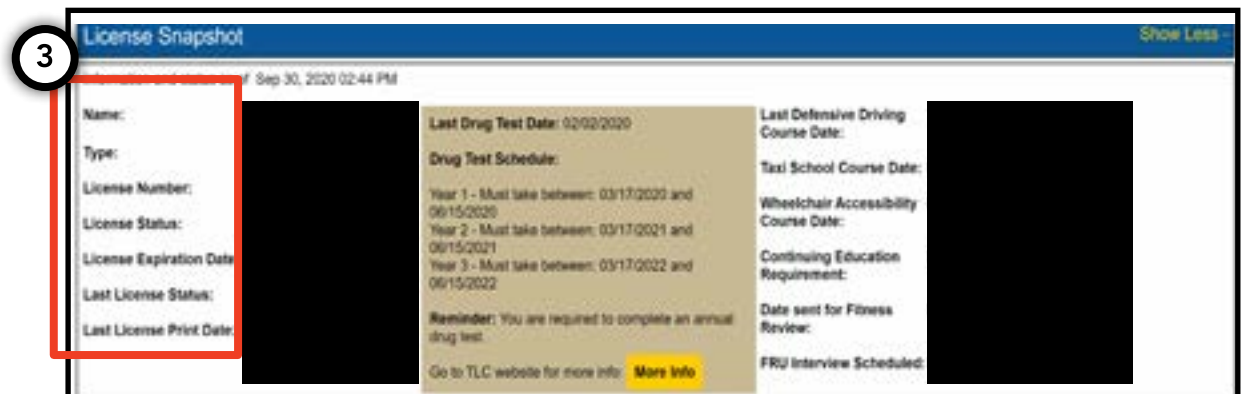 3
License Snapshot
Show Less -
Information and status as of Sep 30, 2020 02:44 PM
Name:
Type:
License Number:
License Status:
License Expiration Date
Last License Status:
Last License Print Date:
Last Drug Test Date: 02/02/2020
Drug Test Schedule:
Year 1 - Must take between: 03/17/2020 and
06/15/2020
Year 2 - Must take between: 03/17/2021 and
06/15/2021
Year 3 - Must take between: 03/17/2022 and
06/15/2022
Reminder: You are required to complete an annual
drug test.
Go to TLC website for more info: More Info
Last Defensive Driving
Course Date:
Taxi School Course Date:
Wheelchair Accessibility
Course Date:
Continuing Education
Requirement:
Date sent for Fitness
Review:
FRU Interview Scheduled: